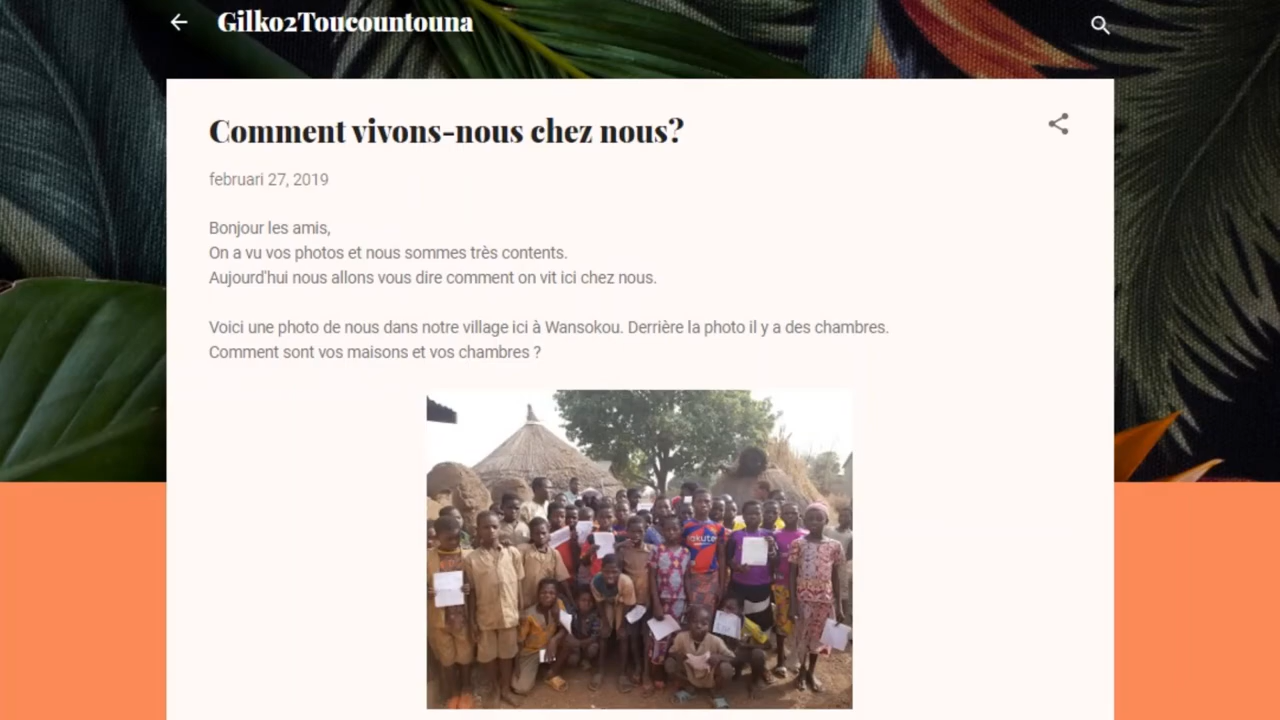 Gilko2Toucountouna
Comment vivons-nous chez nous?
februari 27, 2019
Bonjour les amis,
On a vu vos photos et nous sommes très contents.
Aujourd'hui nous allons vous dire comment on vit ici chez nous.
Voici une photo de nous dans notre village ici à Wansokou. Derrière la photo il y a des chambres.
Comment sont vos maisons et vos chambres ?